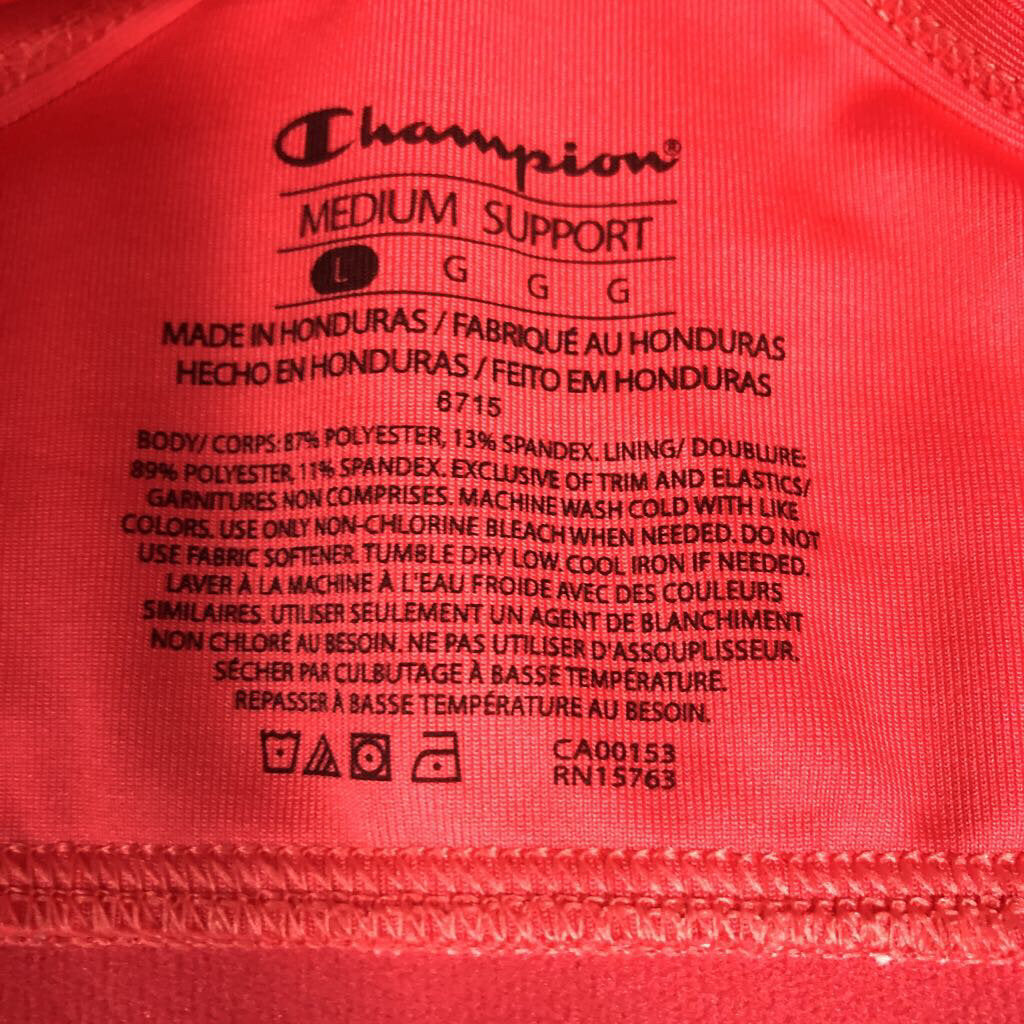 Champion®
MEDIUM SUPPORT
L G G G
MADE IN HONDURAS / FABRIQUÉ AU HONDURAS
HECHO EN HONDURAS / FEITO EM HONDURAS
6715
BODY/ CORPS: 87% POLYESTER, 13% SPANDEX. LINING/ DOUBLURE:
89% POLYESTER, 11% SPANDEX. EXCLUSIVE OF TRIM AND ELASTICS/
GARNITURES NON COMPRISES. MACHINE WASH COLD WITH LIKE
COLORS. USE ONLY NON-CHLORINE BLEACH WHEN NEEDED. DO NOT
USE FABRIC SOFTENER. TUMBLE DRY LOW. COOL IRON IF NEEDED.
LAVER À LA MACHINE À L'EAU FROIDE AVEC DES COULEURS
SIMILAIRES. UTILISER SEULEMENT UN AGENT DE BLANCHIMENT
NON CHLORÉ AU BESOIN. NE PAS UTILISER D'ASSOUPLISSEUR.
SÉCHER PAR CULBUTAGE À BASSE TEMPÉRATURE.
REPASSER À BASSE TEMPÉRATURE AU BESOIN.
CA00153
RN15763